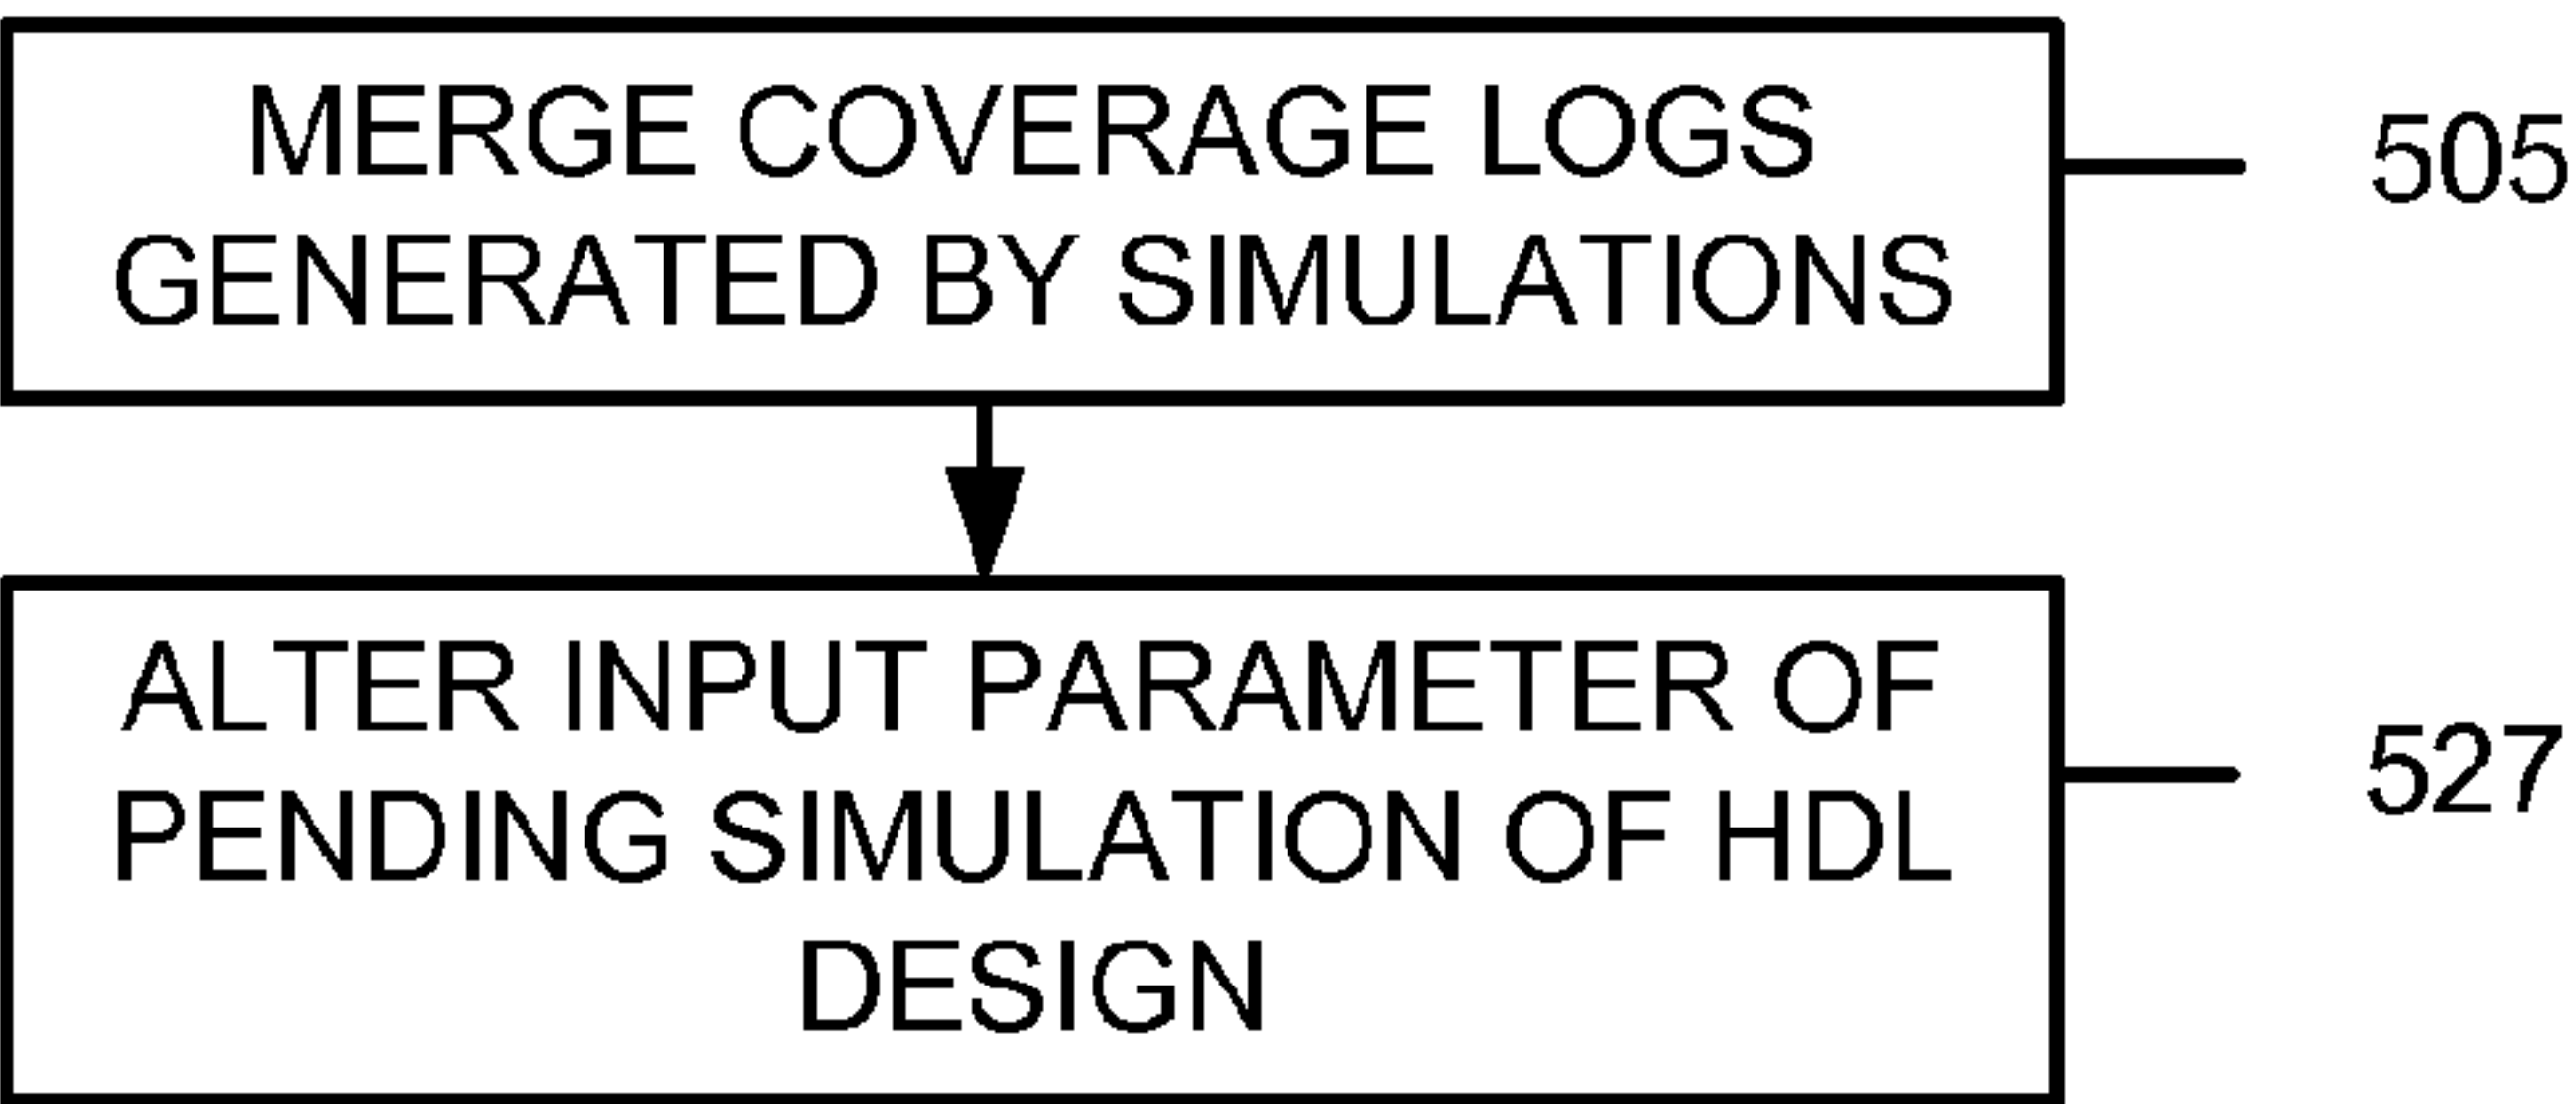 MERGE COVERAGE LOGS
GENERATED BY SIMULATIONS
505
ALTER INPUT PARAMETER OF
PENDING SIMULATION OF HDL
DESIGN
527